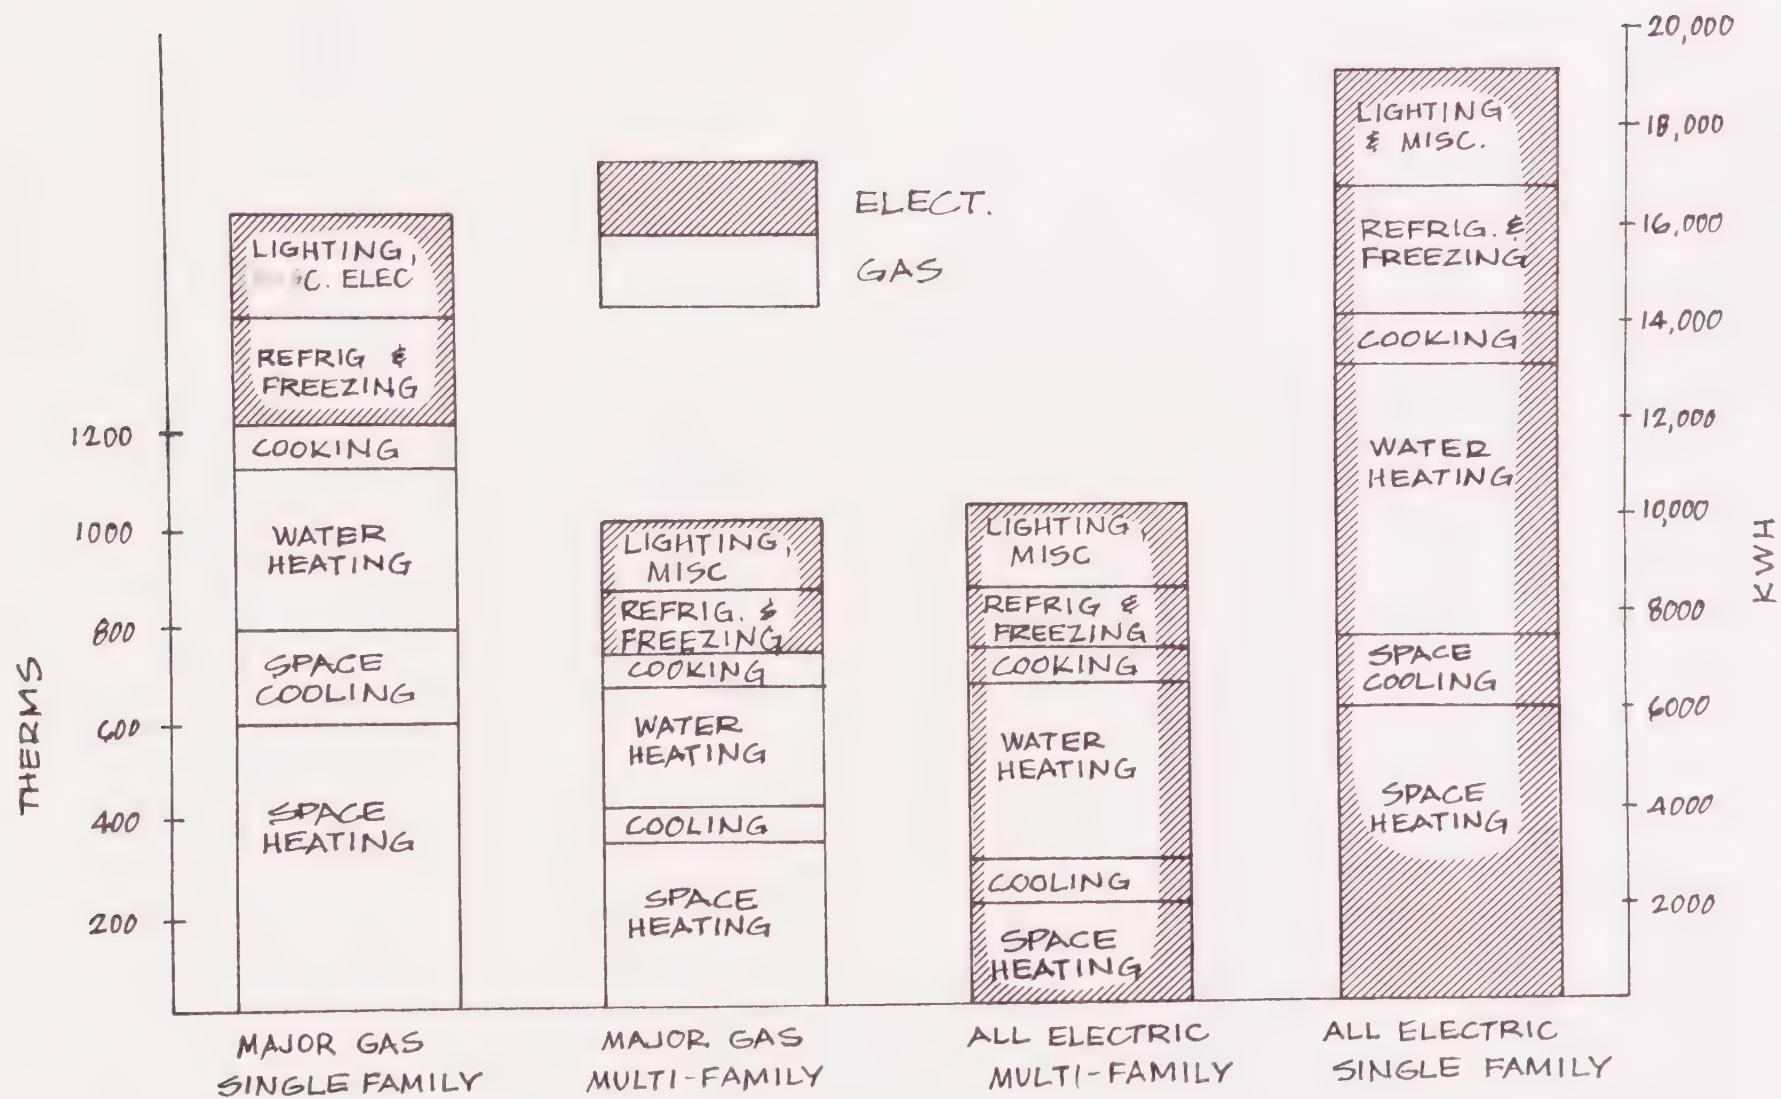 THERMS
1200
1000
800
600
400
200
LIGHTING,
C. ELEC
REFRIG &
FREEZING
COOKING
WATER
HEATING
SPACE
COOLING
SPACE
HEATING
MAJOR GAS
SINGLE FAMILY
ELECT.
GAS
LIGHTING,
MISC
REFRIG. &
FREEZING
COOKING
WATER
HEATING
COOLING
SPACE
HEATING
MAJOR GAS
MULTI-FAMILY
LIGHTING,
MISC
REFRIG &
FREEZING
COOKING
WATER
HEATING
COOLING
SPACE
HEATING
ALL ELECTRIC
MULTI-FAMILY
LIGHTING
& MISC.
REFRIG. &
FREEZING
COOKING
WATER
HEATING
SPACE
COOLING
SPACE
HEATING
ALL ELECTRIC
SINGLE FAMILY
20,000
18,000
16,000
14,000
12,000
10,000
8000
6000
4000
2000
KWH